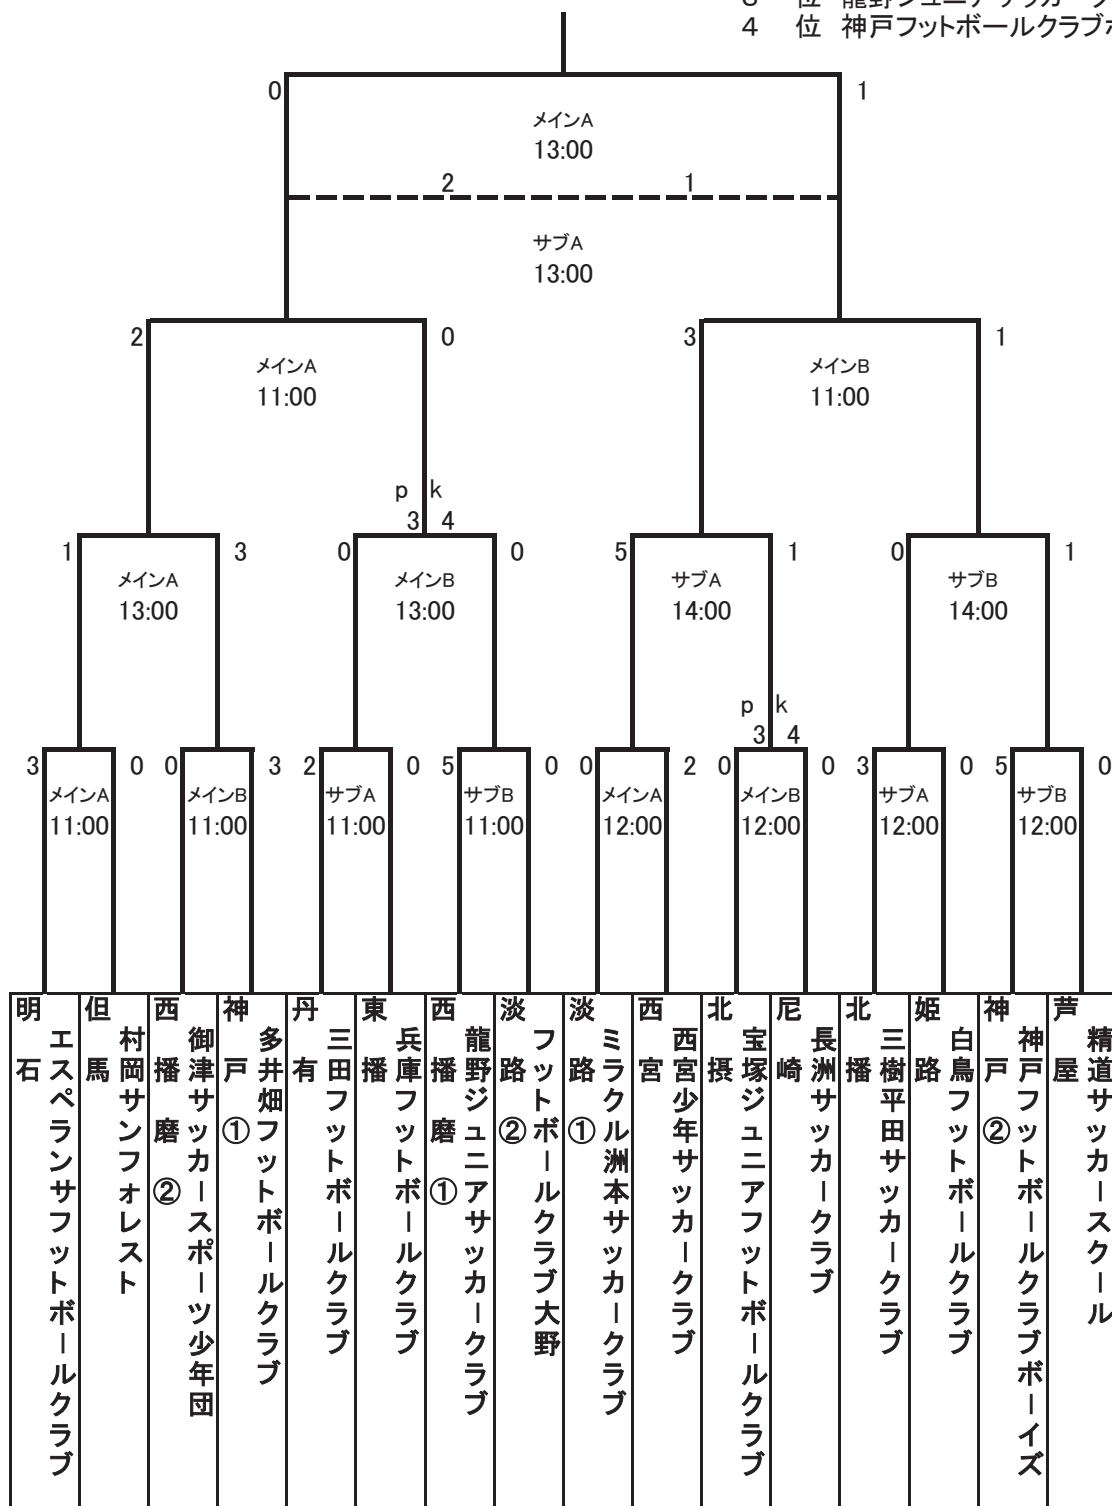 ４ 位 神戸フットボールクラブ
0 1
メインA
13:00
2 1
サブA
13:00
2 0 3 1
メインA メインB
11:00 11:00
p k
3 4
1 3 0 0 5 1 0 1
メインA メインB サブA サブB
13:00 13:00 14:00 14:00
p k
3 4
3 0 0 3 2 0 5 0 0 2 0 0 3 0 5 0
メインA メインB サブA サブB メインA メインB サブA サブB
11:00 11:00 11:00 11:00 12:00 12:00 12:00 12:00
明石
エスペランサフットボールクラブ
但馬
村岡サンフォレスト
西播磨②
御津サッカースポーツ少年団
神戸①
多井畑フットボールクラブ
丹有
三田フットボールクラブ
東播
兵庫フットボールクラブ
西播磨①
龍野ジュニアサッカークラブ
淡路②
フットボールクラブ大野
淡路①
ミラクル洲本サッカークラブ
西宮
西宮少年サッカークラブ
北摂
宝塚ジュニアフットボールクラブ
尼崎
長洲サッカークラブ
北播
三樹平田サッカークラブ
姫路
白鳥フットボールクラブ
神戸②
神戸フットボールクラブボーイズ
芦屋
精道サッカースクール